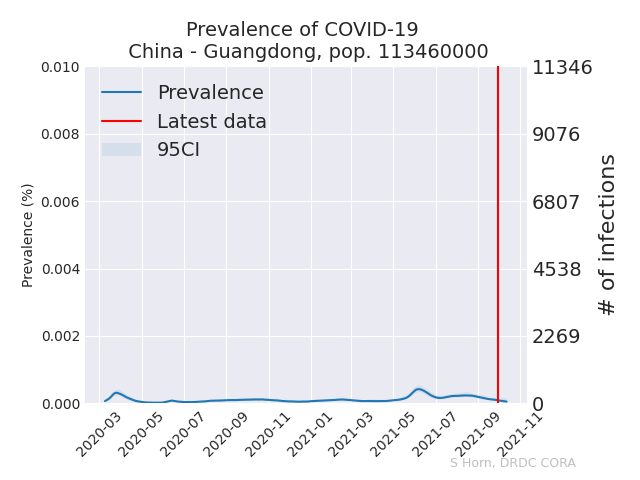 Prevalence of COVID-19
China - Guangdong, pop. 113460000
Prevalence
Latest data
95CI
Prevalence (%)
0.010
0.008
0.006
0.004
0.002
0.000
11346
9076
6807
4538
2269
0
# of infections
2020-03
2020-05
2020-07
2020-09
2020-11
2021-01
2021-03
2021-05
2021-07
2021-09
2021-11
S Horn, DRDC CORA